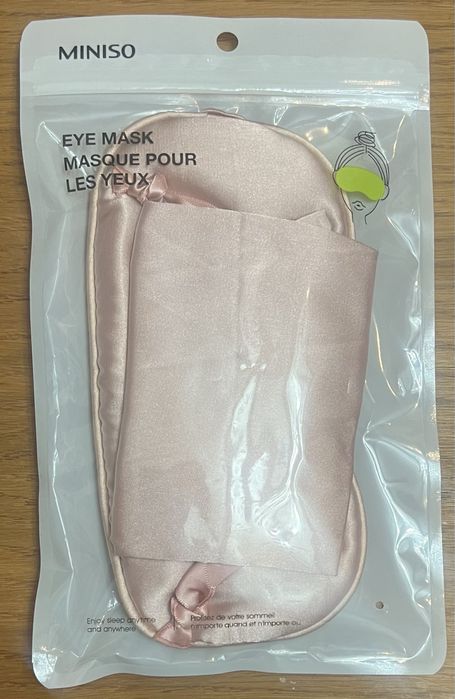 MINISO
EYE MASK
MASQUE POUR
LES YEUX
Enjoy sleep anytime
and anywhere
Profitez de votre sommeil
n'importe quand et n'importe ou